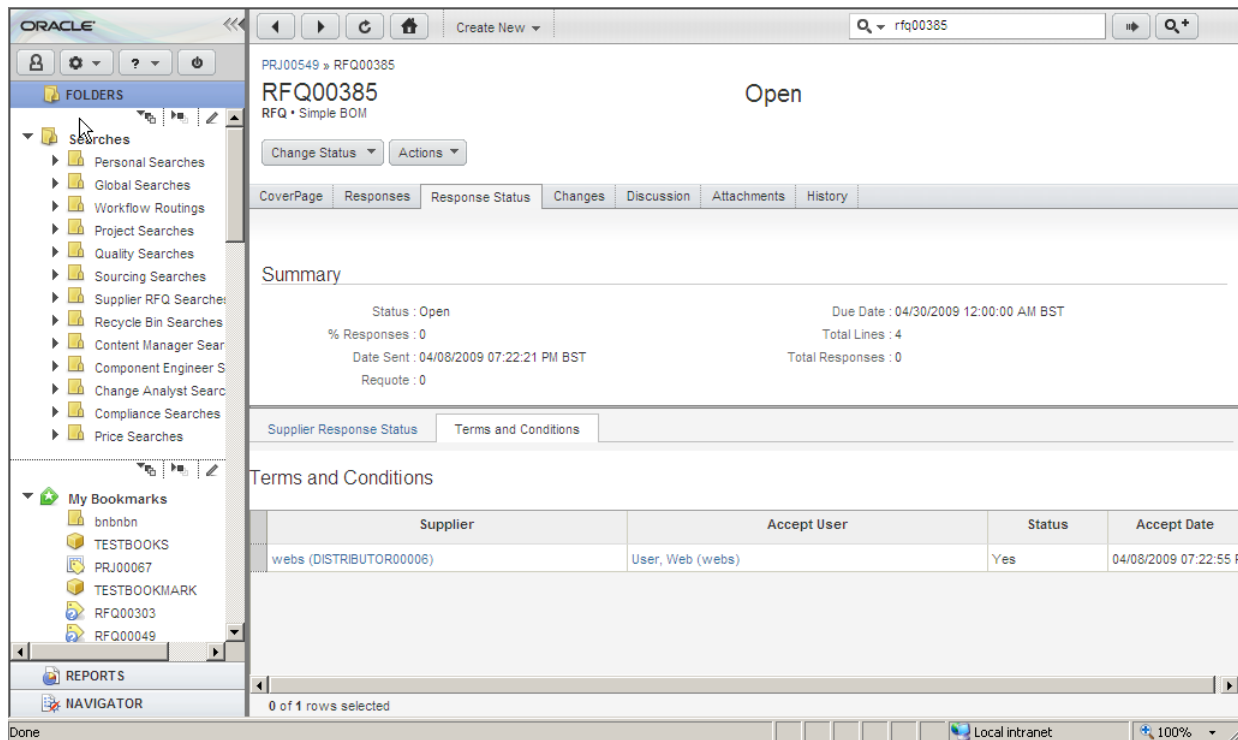 ORACLE
Create New
rfq00385
FOLDERS
Searches
Personal Searches
Global Searches
Workflow Routings
Project Searches
Quality Searches
Sourcing Searches
Supplier RFQ Searches
Recycle Bin Searches
Content Manager Sear
Component Engineer S
Change Analyst Searc
Compliance Searches
Price Searches
My Bookmarks
bnbnbn
TESTBOOKS
PRJ00067
TESTBOOKMARK
RFQ00303
RFQ00049
REPORTS
NAVIGATOR
PRJ00549 » RFQ00385
RFQ00385
Open
RFQ • Simple BOM
Change Status
Actions
CoverPage Responses Response Status Changes Discussion Attachments History
Summary
Status : Open
Due Date : 04/30/2009 12:00:00 AM BST
% Responses : 0
Total Lines : 4
Date Sent : 04/08/2009 07:22:21 PM BST
Total Responses : 0
Requote : 0
Supplier Response Status Terms and Conditions
Terms and Conditions
Supplier Accept User Status Accept Date
webs (DISTRIBUTOR00006) User, Web (webs) Yes 04/08/2009 07:22:55 P
0 of 1 rows selected
Done Local intranet 100%